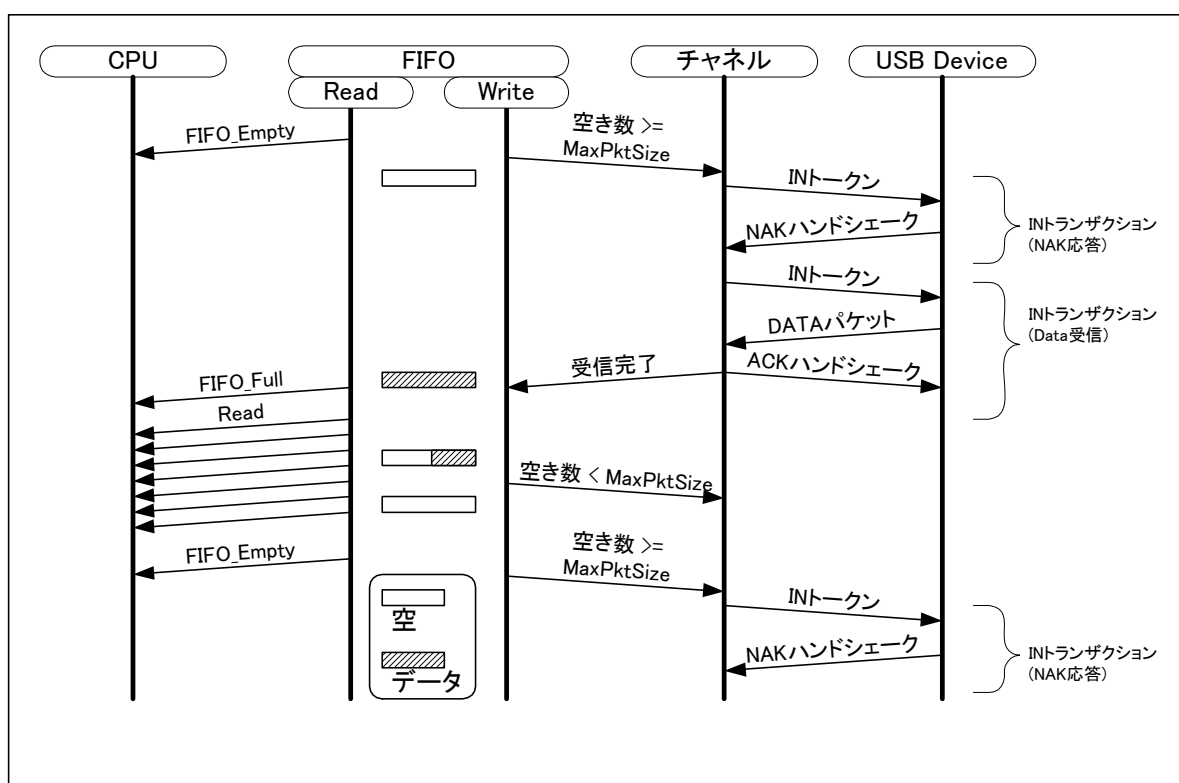 CPU
FIFO
チャネル
USB Device
Read
Write
FIFO_Empty
空き数 >=
MaxPktSize
INトークン
NAKハンドシェーク
INトランザクション
(NAK応答)
INトークン
DATAパケット
INトランザクション
(Data受信)
受信完了
ACKハンドシェーク
FIFO_Full
Read
空き数 < MaxPktSize
FIFO_Empty
空き数 >=
MaxPktSize
INトークン
空
NAKハンドシェーク
INトランザクション
(NAK応答)
データ